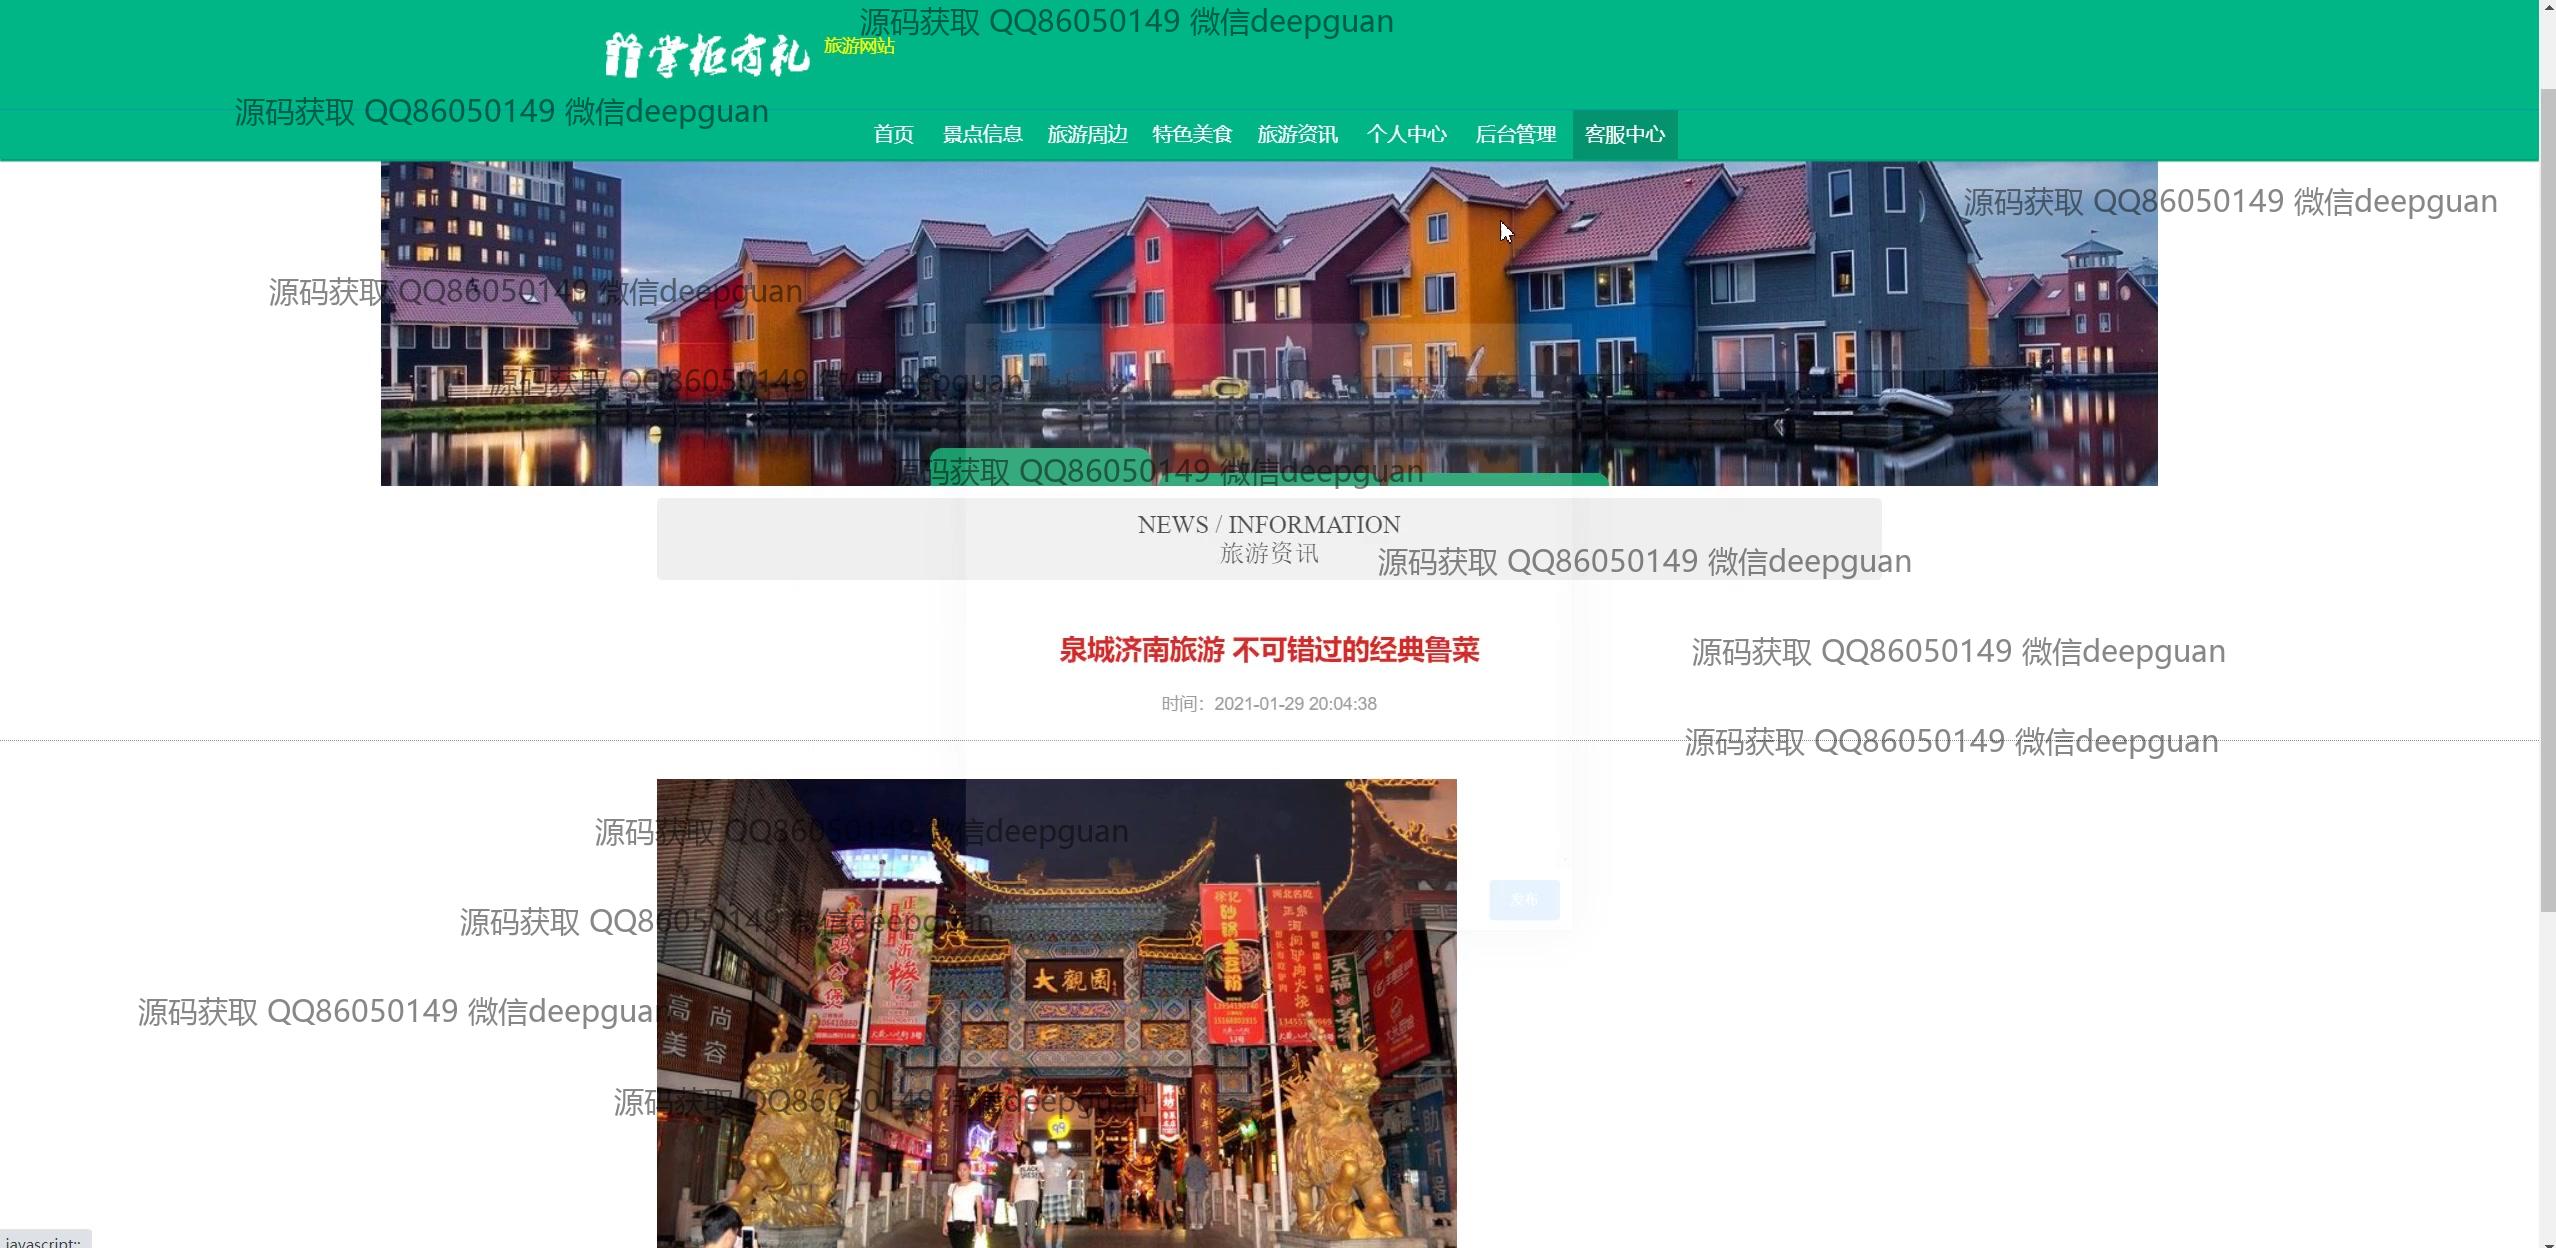 源码获取 QQ86050149 微信deepguan
掌柜有礼
旅游网站
源码获取 QQ86050149 微信deepguan
首页 景点信息 旅游周边 特色美食 旅游资讯 个人中心 后台管理 客服中心
源码获取 QQ86050149 微信deepguan
源码获取 QQ86050149 微信deepguan
客服中心
源码获取 QQ86050149 微信deepguan
源码获取 QQ86050149 微信deepguan
NEWS / INFORMATION
旅游资讯
源码获取 QQ86050149 微信deepguan
泉城济南旅游 不可错过的经典鲁菜
源码获取 QQ86050149 微信deepguan
时间：2021-01-29 20:04:38
源码获取 QQ86050149 微信deepguan
源码获取 QQ86050149 微信deepguan
发布
源码获取 QQ86050149 微信deepguan
大觀園
源码获取 QQ86050149 微信deepguan
高尚
美容
源码获取 QQ86050149 微信deepguan
javascript:;